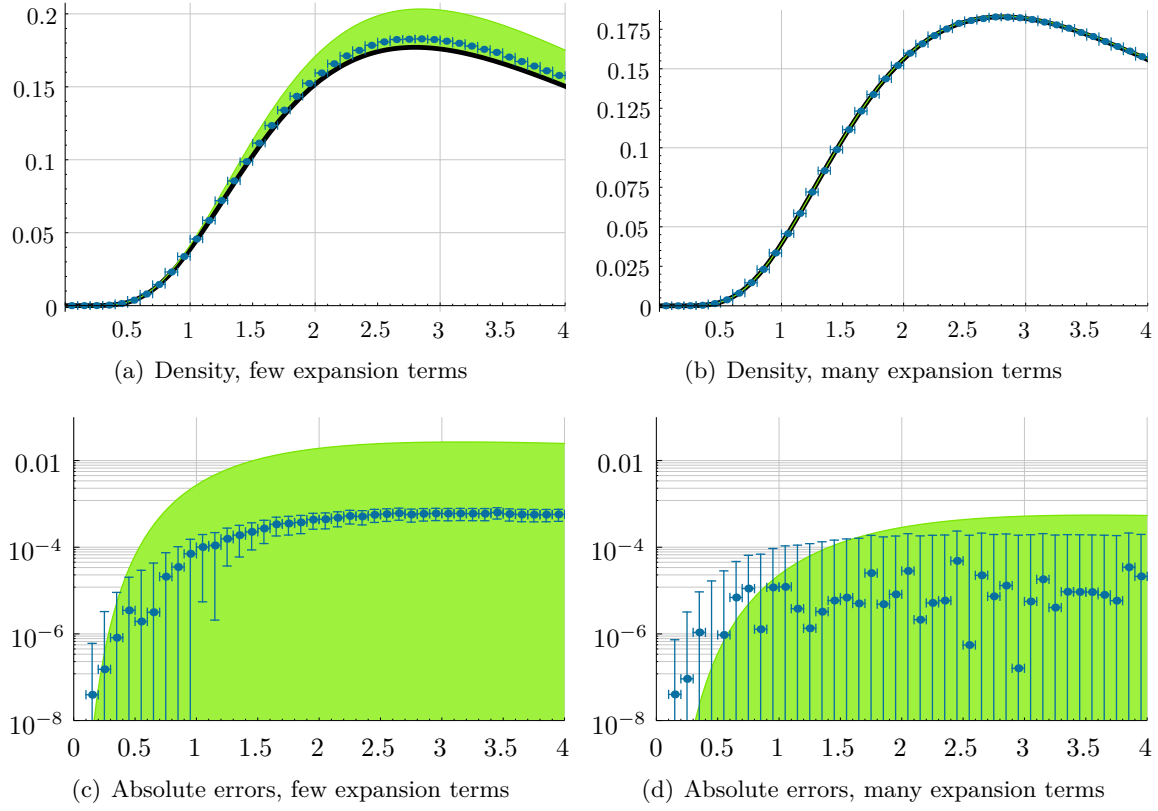 0.2
0.15
0.1
0.05
0
0.5 1 1.5 2 2.5 3 3.5 4
(a) Density, few expansion terms
0.175
0.15
0.125
0.1
0.075
0.05
0.025
0
0.5 1 1.5 2 2.5 3 3.5 4
(b) Density, many expansion terms
0.01
10⁻⁴
10⁻⁶
10⁻⁸
0 0.5 1 1.5 2 2.5 3 3.5 4
(c) Absolute errors, few expansion terms
0.01
10⁻⁴
10⁻⁶
10⁻⁸
0 0.5 1 1.5 2 2.5 3 3.5 4
(d) Absolute errors, many expansion terms